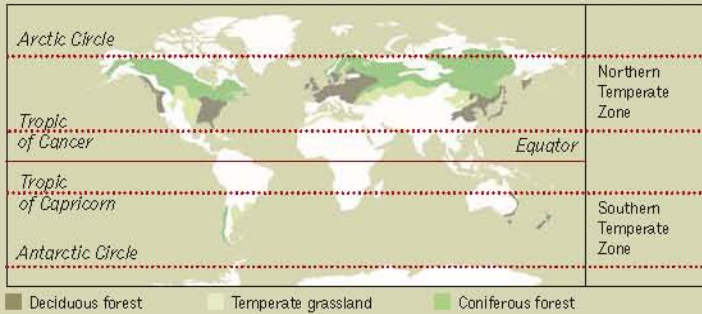 Arctic Circle
Northern
Temperate
Zone
Tropic
of Cancer
Equator
Tropic
of Capricorn
Southern
Temperate
Zone
Antarctic Circle
Deciduous forest
Temperate grassland
Coniferous forest